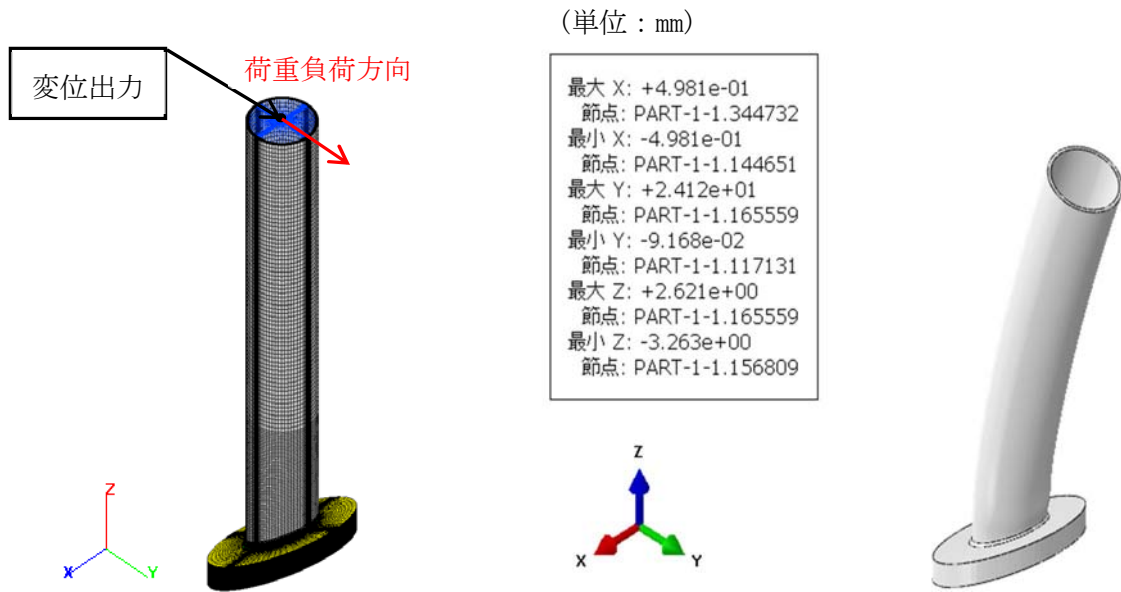 (単位：mm)
変位出力
荷重負荷方向
最大 X: +4.981e-01
節点: PART-1-1.344732
最小 X: -4.981e-01
節点: PART-1-1.144651
最大 Y: +2.412e+01
節点: PART-1-1.165559
最小 Y: -9.168e-02
節点: PART-1-1.117131
最大 Z: +2.621e+00
節点: PART-1-1.165559
最小 Z: -3.263e+00
節点: PART-1-1.156809
Z
X
Y
Z
X
Y